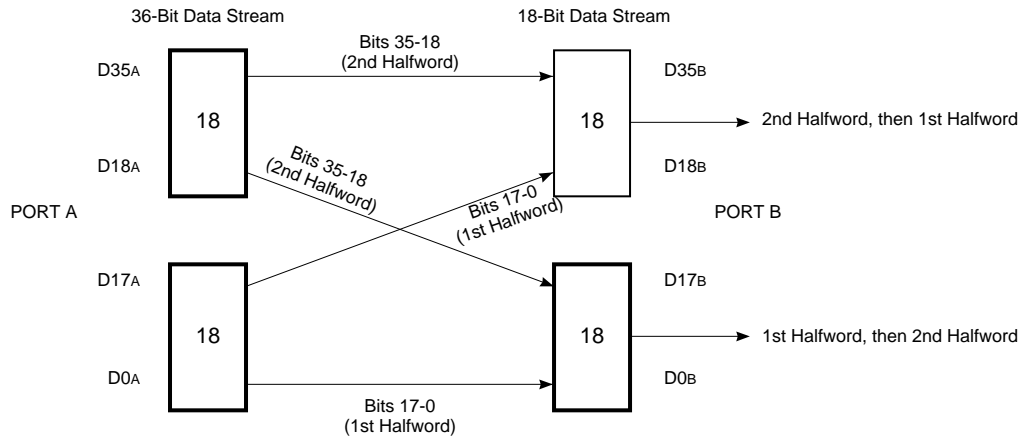 36-Bit Data Stream
18-Bit Data Stream
Bits 35-18
(2nd Halfword)
D35A
18
D18A
18
D35B
D18B
2nd Halfword, then 1st Halfword
Bits 35-18
(2nd Halfword)
Bits 17-0
(1st Halfword)
PORT A
PORT B
D17A
18
D0A
18
D17B
D0B
1st Halfword, then 2nd Halfword
Bits 17-0
(1st Halfword)